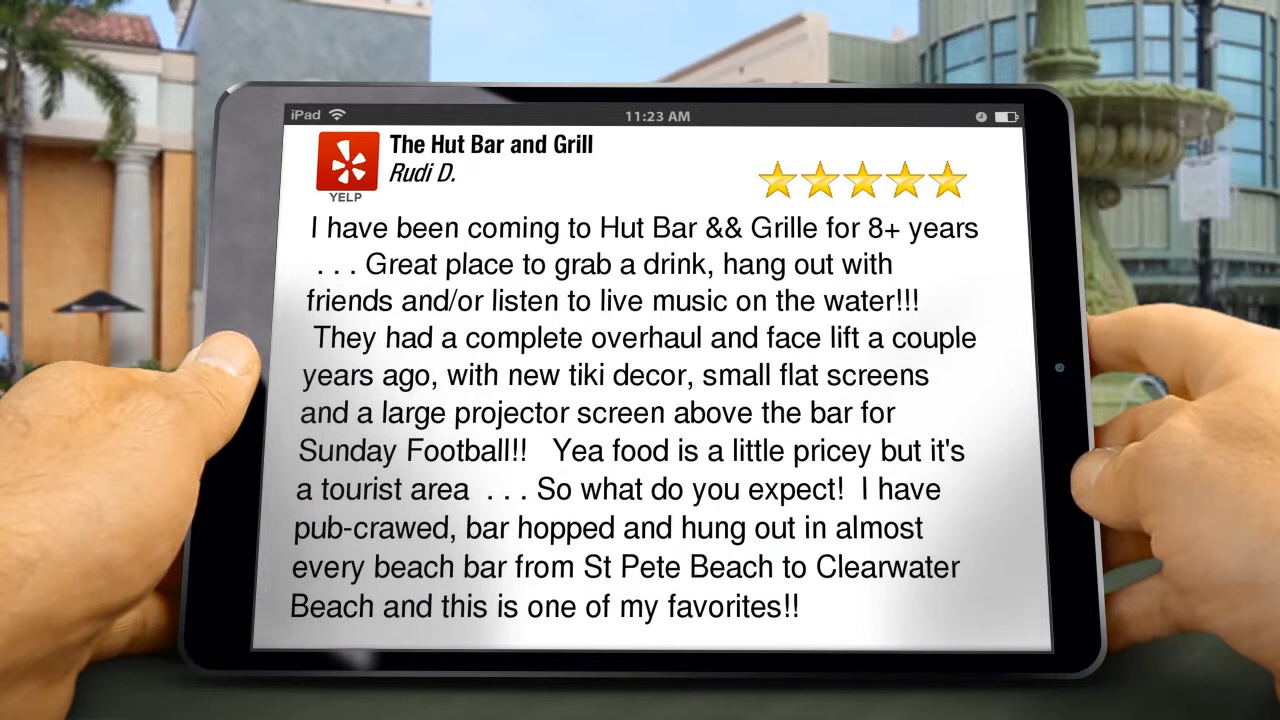 iPad
11:23 AM
The Hut Bar and Grill
Rudi D.
YELP
I have been coming to Hut Bar && Grille for 8+ years
. . . Great place to grab a drink, hang out with
friends and/or listen to live music on the water!!!
They had a complete overhaul and face lift a couple
years ago, with new tiki decor, small flat screens
and a large projector screen above the bar for
Sunday Football!! Yea food is a little pricey but it's
a tourist area . . . So what do you expect! I have
pub-crawed, bar hopped and hung out in almost
every beach bar from St Pete Beach to Clearwater
Beach and this is one of my favorites!!